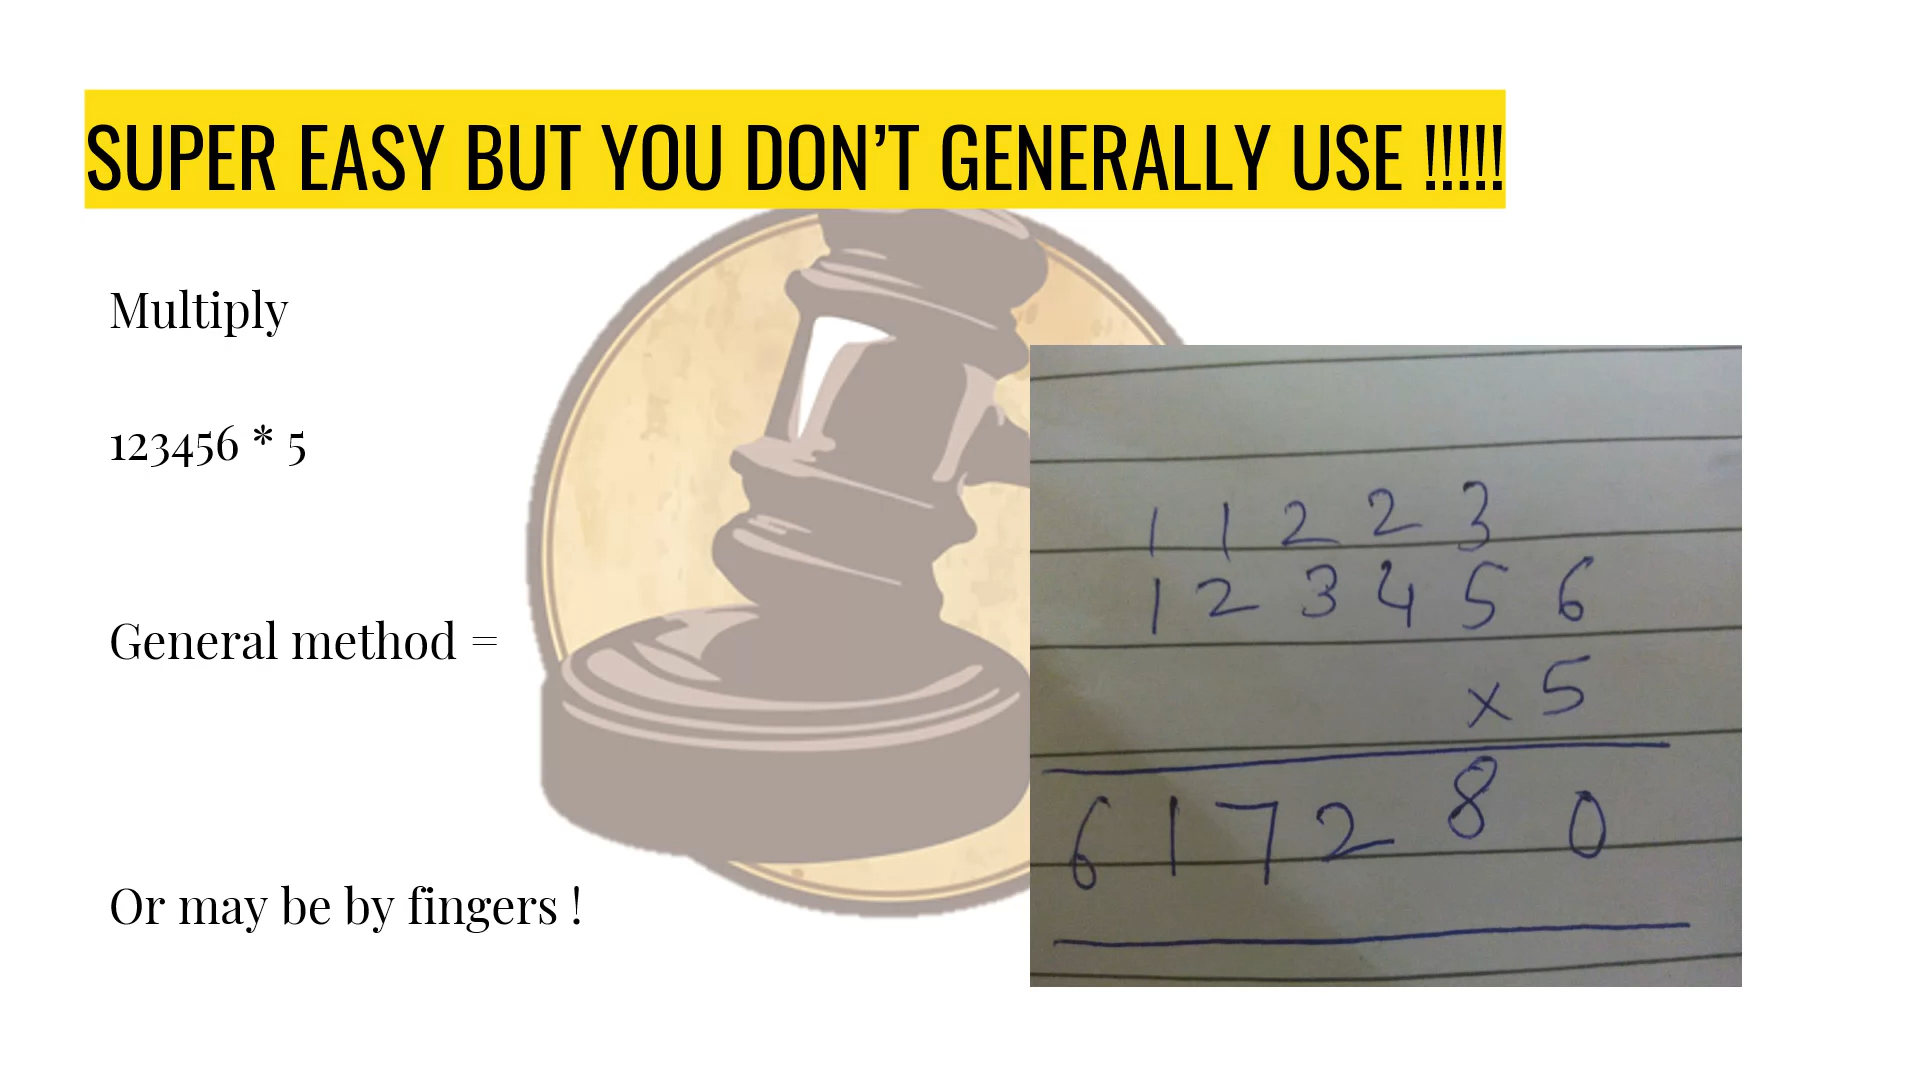 SUPER EASY BUT YOU DON’T GENERALLY USE !!!!!
Multiply
123456 * 5
General method =
Or may be by fingers !
1 1 2 2 3
1 2 3 4 5 6
x 5
6 1 7 2 8 0